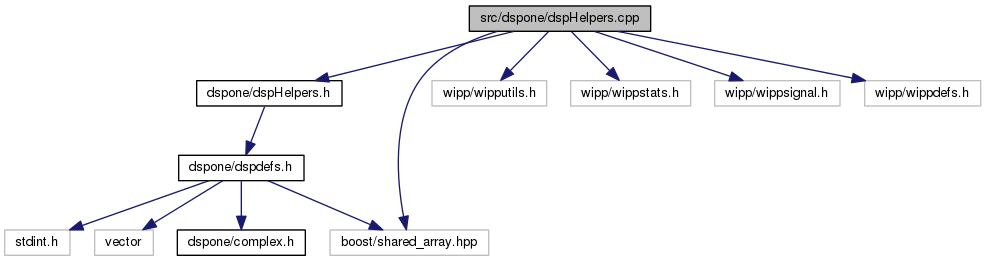 src/dspone/dspHelpers.cpp
dspone/dspHelpers.h
wipp/wipputils.h
wipp/wippstats.h
wipp/wippsignal.h
wipp/wippdefs.h
dspone/dspdefs.h
stdint.h
vector
dspone/complex.h
boost/shared_array.hpp